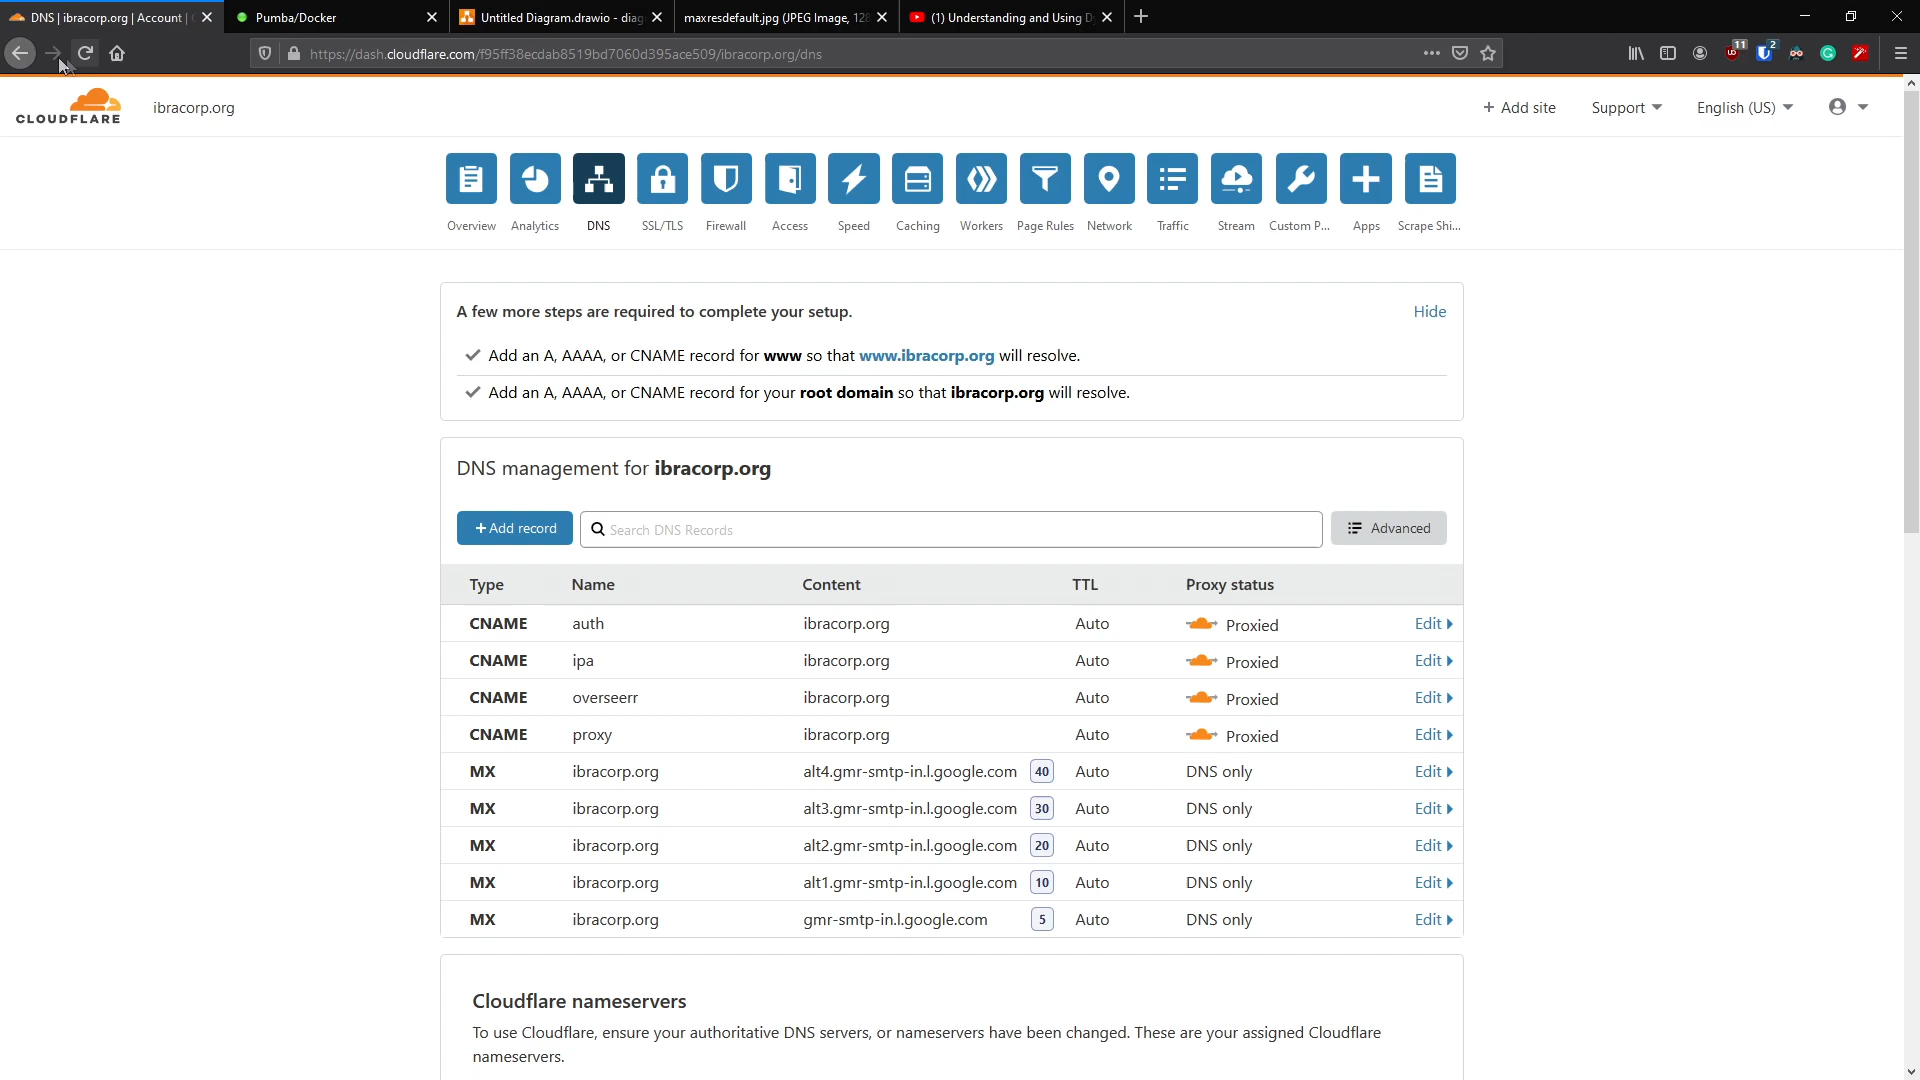 DNS | ibracorp.org | Account |
Pumba/Docker
Untitled Diagram.drawio - diag
maxresdefault.jpg (JPEG Image, 128
(1) Understanding and Using D
https://dash.cloudflare.com/f95ff38ecdab8519bd7060d395ace509/ibracorp.org/dns
11
2
CLOUDFLARE
ibracorp.org
+ Add site
Support
English (US)
Overview
Analytics
DNS
SSL/TLS
Firewall
Access
Speed
Caching
Workers
Page Rules
Network
Traffic
Stream
Custom P...
Apps
Scrape Shi...
A few more steps are required to complete your setup.
Hide
Add an A, AAAA, or CNAME record for www so that www.ibracorp.org will resolve.
Add an A, AAAA, or CNAME record for your root domain so that ibracorp.org will resolve.
DNS management for ibracorp.org
+ Add record
Search DNS Records
Advanced
Type Name Content TTL Proxy status
CNAME auth ibracorp.org Auto Proxied Edit
CNAME ipa ibracorp.org Auto Proxied Edit
CNAME overseerr ibracorp.org Auto Proxied Edit
CNAME proxy ibracorp.org Auto Proxied Edit
MX ibracorp.org alt4.gmr-smtp-in.l.google.com 40 Auto DNS only Edit
MX ibracorp.org alt3.gmr-smtp-in.l.google.com 30 Auto DNS only Edit
MX ibracorp.org alt2.gmr-smtp-in.l.google.com 20 Auto DNS only Edit
MX ibracorp.org alt1.gmr-smtp-in.l.google.com 10 Auto DNS only Edit
MX ibracorp.org gmr-smtp-in.l.google.com 5 Auto DNS only Edit
Cloudflare nameservers
To use Cloudflare, ensure your authoritative DNS servers, or nameservers have been changed. These are your assigned Cloudflare
nameservers.